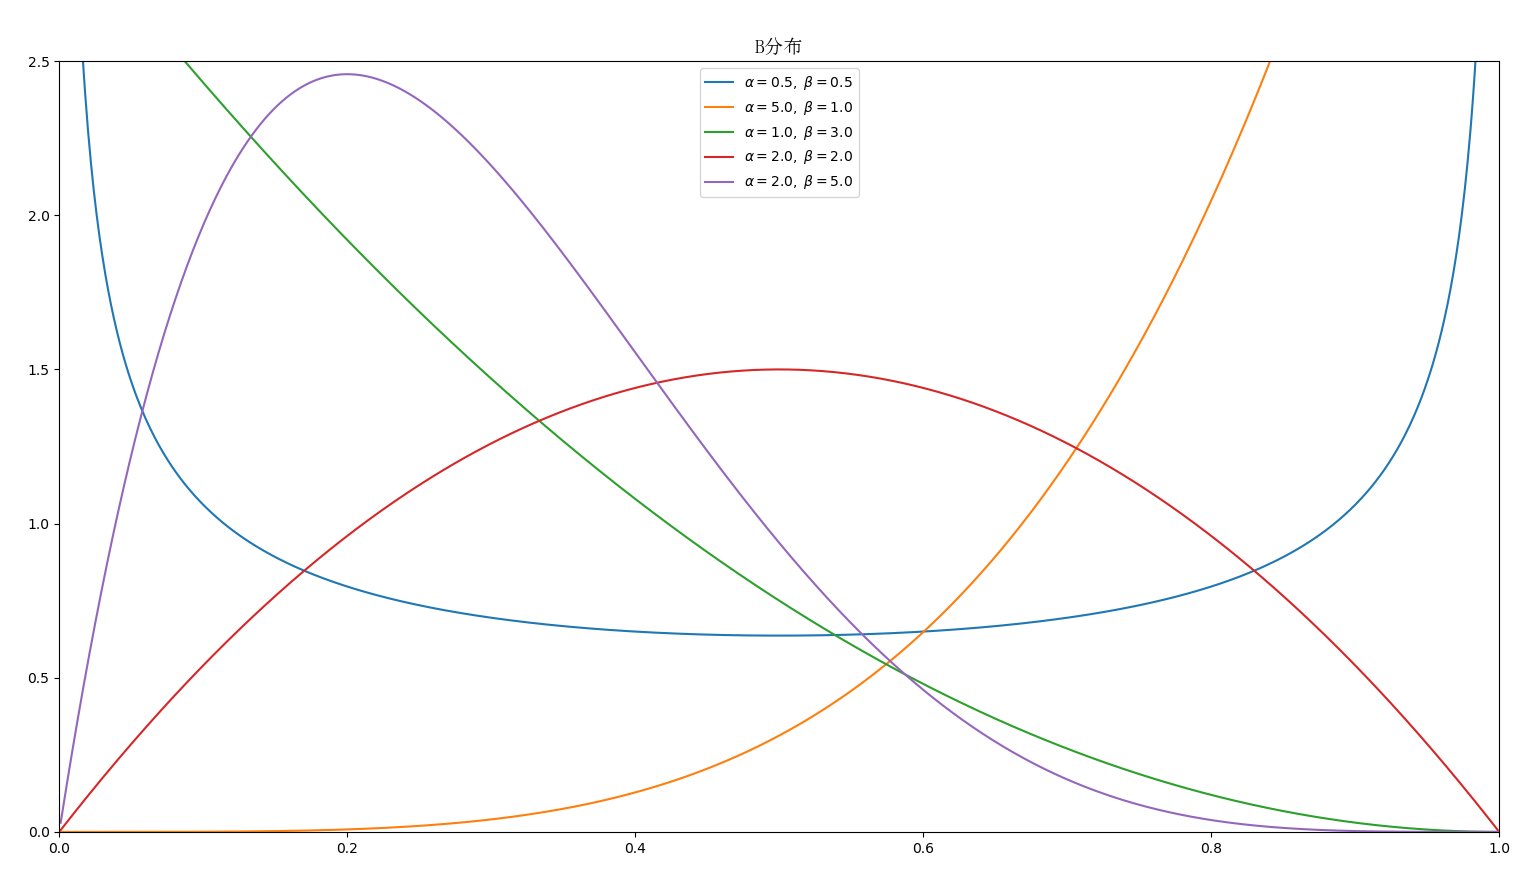 B分布
2.5
2.0
1.5
1.0
0.5
0.0
α = 0.5, β = 0.5
α = 5.0, β = 1.0
α = 1.0, β = 3.0
α = 2.0, β = 2.0
α = 2.0, β = 5.0
0.0 0.2 0.4 0.6 0.8 1.0